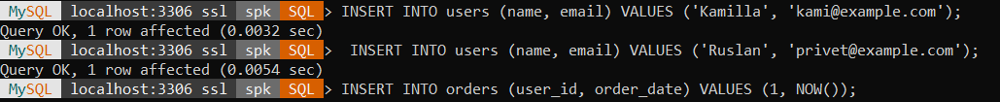 MySQL localhost:3306 ssl spk SQL > INSERT INTO users (name, email) VALUES ('Kamilla', 'kami@example.com');
Query OK, 1 row affected (0.0032 sec)
MySQL localhost:3306 ssl spk SQL > INSERT INTO users (name, email) VALUES ('Ruslan', 'privet@example.com');
Query OK, 1 row affected (0.0054 sec)
MySQL localhost:3306 ssl spk SQL > INSERT INTO orders (user_id, order_date) VALUES (1, NOW());